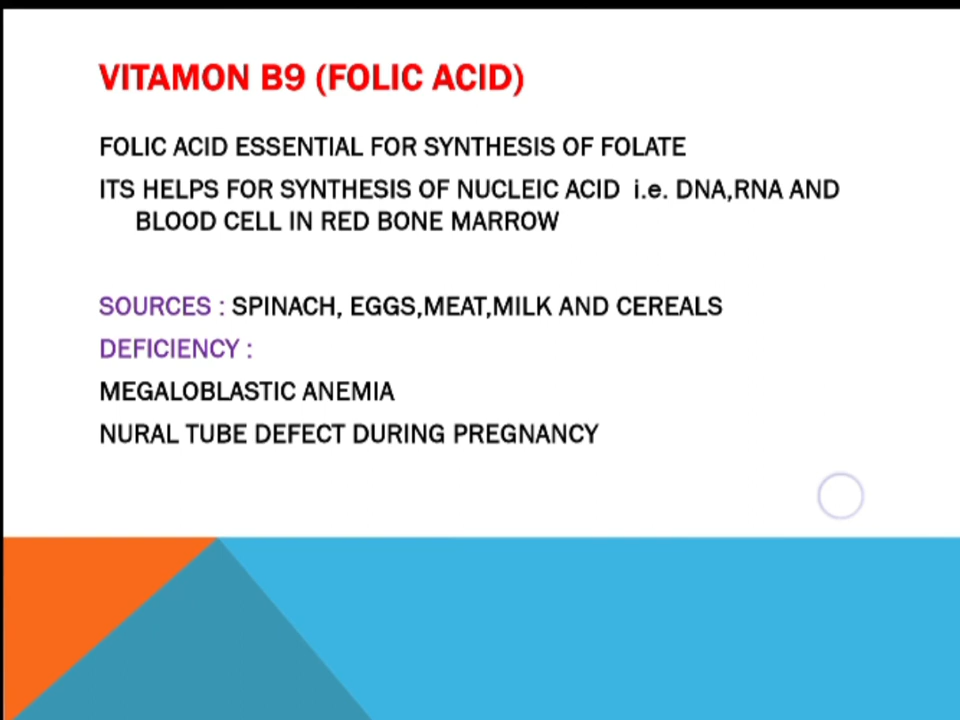 VITAMON B9 (FOLIC ACID)
FOLIC ACID ESSENTIAL FOR SYNTHESIS OF FOLATE
ITS HELPS FOR SYNTHESIS OF NUCLEIC ACID i.e. DNA,RNA AND
BLOOD CELL IN RED BONE MARROW
SOURCES : SPINACH, EGGS,MEAT,MILK AND CEREALS
DEFICIENCY :
MEGALOBLASTIC ANEMIA
NURAL TUBE DEFECT DURING PREGNANCY